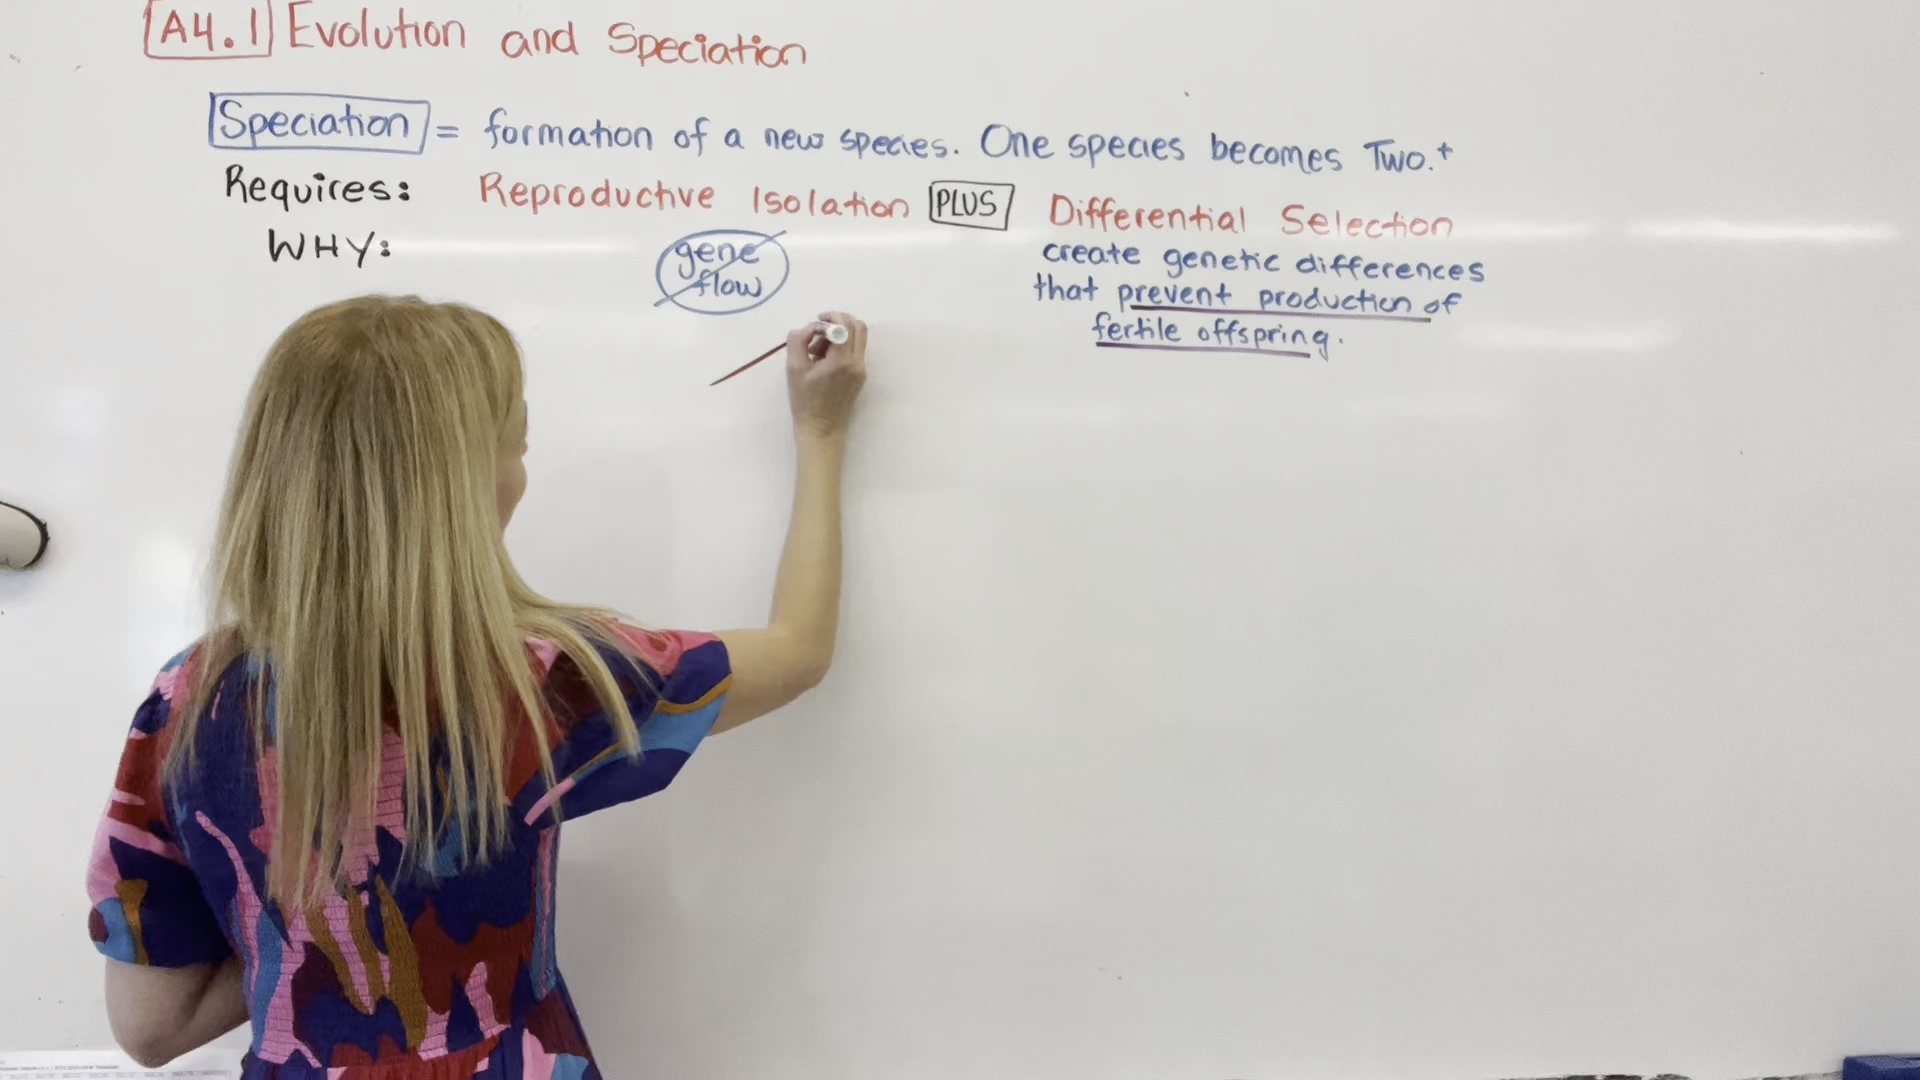 A4.1 Evolution and Speciation
Speciation = formation of a new species. One species becomes Two.+
Requires: Reproductive Isolation PLUS Differential Selection
WHY: gene flow
create genetic differences
that prevent production of
fertile offspring.